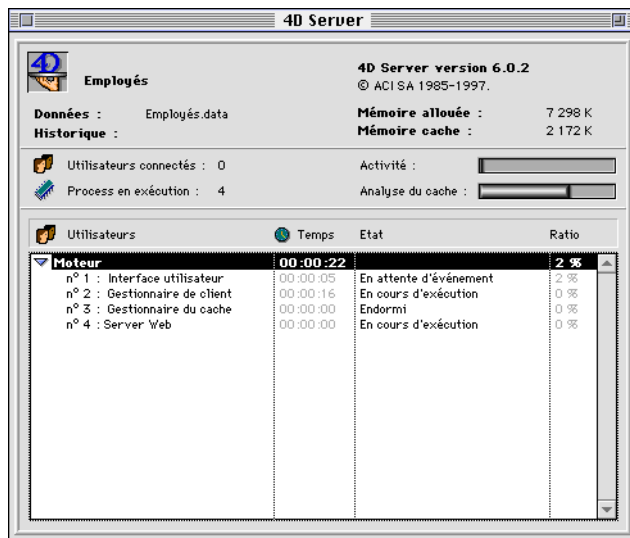 4D Server
4D
Employés
4D Server version 6.0.2
© ACI SA 1985-1997.
Données : Employés.data
Mémoire allouée : 7 298 K
Historique :
Mémoire cache : 2 172 K
Utilisateurs connectés : 0
Activité :
Process en exécution : 4
Analyse du cache :
Utilisateurs Temps Etat Ratio
Moteur 00:00:22 2 %
n° 1 : Interface utilisateur 00:00:05 En attente d'événement 2 %
n° 2 : Gestionnaire de client 00:00:16 En cours d'exécution 0 %
n° 3 : Gestionnaire du cache 00:00:00 Endormi 0 %
n° 4 : Server Web 00:00:00 En cours d'exécution 0 %